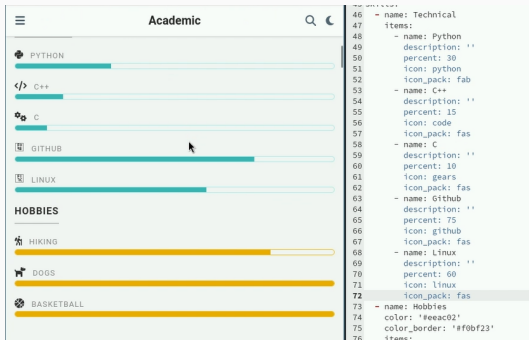 Academic
PYTHON
C++
C
GITHUB
LINUX
HOBBIES
HIKING
DOGS
BASKETBALL
46 - name: Technical
47 items:
48 - name: Python
49 description: ''
50 percent: 30
51 icon: python
52 icon_pack: fab
53 - name: C++
54 description: ''
55 percent: 15
56 icon: code
57 icon_pack: fas
58 - name: C
59 description: ''
60 percent: 10
61 icon: gears
62 icon_pack: fas
63 - name: Github
64 description: ''
65 percent: 75
66 icon: github
67 icon_pack: fas
68 - name: Linux
69 description: ''
70 percent: 60
71 icon: linux
72 icon_pack: fas
73 - name: Hobbies
74 color: '#eeac02'
75 color_border: '#f0bf23'
76 items: